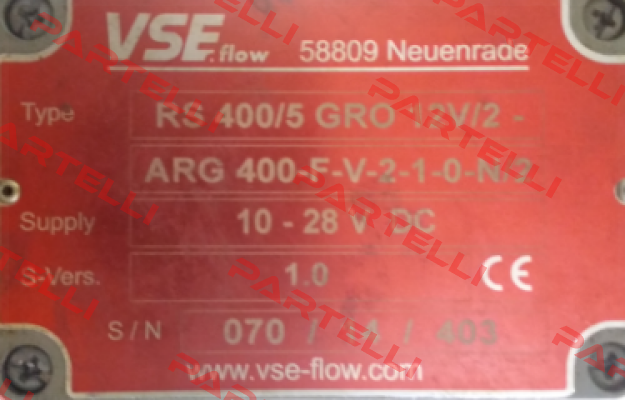 VSE.flow 58809 Neuenrade
Type RS 400/5 GRO 12V/2 -
ARG 400-F-V-2-1-0-N/2
Supply 10 - 28 V DC
S-Vers. 1.0 CE
S/N 070 / / 403
www.vse-flow.com
PARTELLI